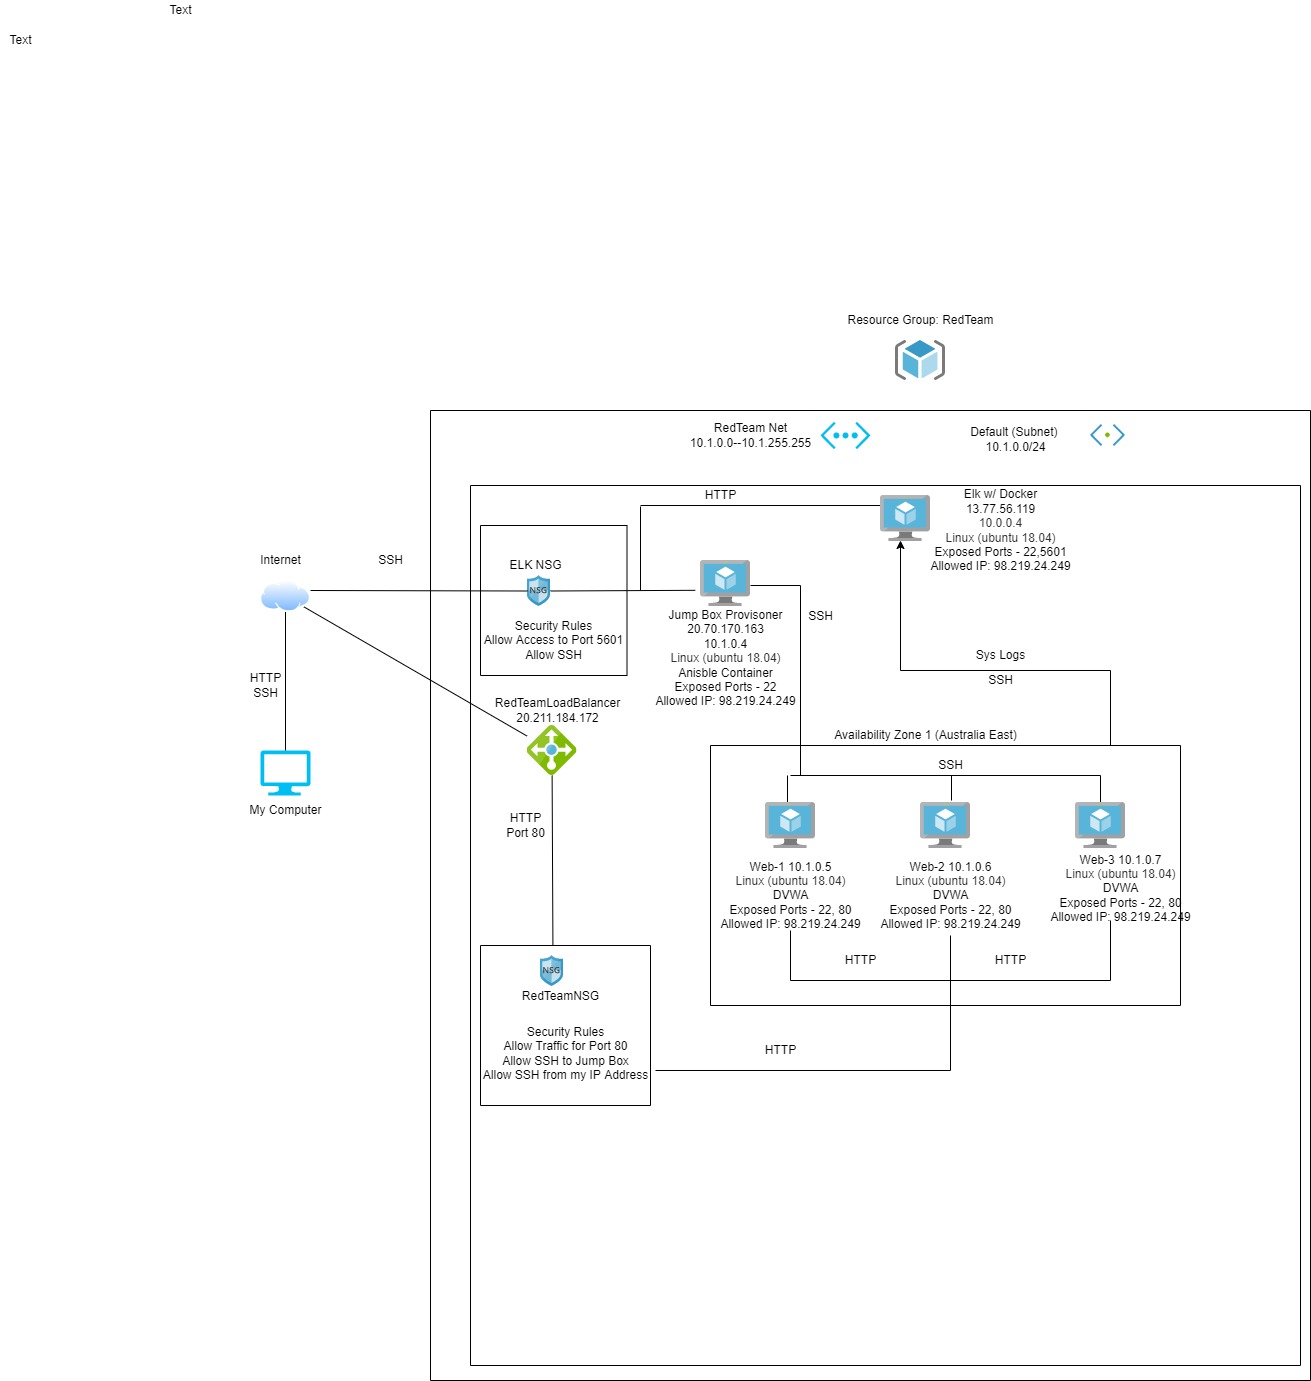 Text
Text
Resource Group: RedTeam
RedTeam Net
10.1.0.0--10.1.255.255
Default (Subnet)
10.1.0.0/24
HTTP
Elk w/ Docker
13.77.56.119
10.0.0.4
Linux (ubuntu 18.04)
Exposed Ports - 22,5601
Allowed IP: 98.219.24.249
Internet
SSH
ELK NSG
NSG
Security Rules
Allow Access to Port 5601
Allow SSH
Jump Box Provisoner
20.70.170.163
10.1.0.4
Linux (ubuntu 18.04)
Anisble Container
Exposed Ports - 22
Allowed IP: 98.219.24.249
SSH
Sys Logs
SSH
HTTP
SSH
My Computer
RedTeamLoadBalancer
20.211.184.172
HTTP
Port 80
Availability Zone 1 (Australia East)
SSH
Web-1 10.1.0.5
Linux (ubuntu 18.04)
DVWA
Exposed Ports - 22, 80
Allowed IP: 98.219.24.249
Web-2 10.1.0.6
Linux (ubuntu 18.04)
DVWA
Exposed Ports - 22, 80
Allowed IP: 98.219.24.249
Web-3 10.1.0.7
Linux (ubuntu 18.04)
DVWA
Exposed Ports - 22, 80
Allowed IP: 98.219.24.249
HTTP
HTTP
NSG
RedTeamNSG
Security Rules
Allow Traffic for Port 80
Allow SSH to Jump Box
Allow SSH from my IP Address
HTTP